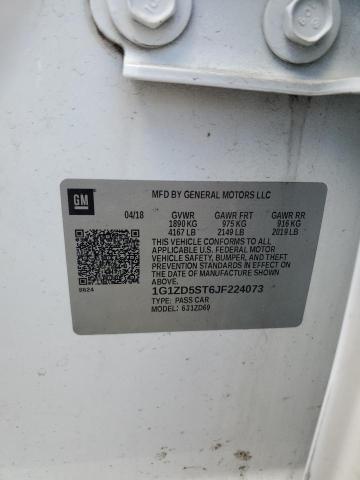 GM
MFD BY GENERAL MOTORS LLC
04/18 GVWR GAWR FRT GAWR RR
1890 KG 975 KG 916 KG
4167 LB 2149 LB 2019 LB
THIS VEHICLE CONFORMS TO ALL
APPLICABLE U.S. FEDERAL MOTOR
VEHICLE SAFETY, BUMPER, AND THEFT
PREVENTION STANDARDS IN EFFECT ON
THE DATE OF MANUFACTURE SHOWN
ABOVE.
8624
1G1ZD5ST6JF224073
TYPE: PASS CAR
MODEL: 631ZD69